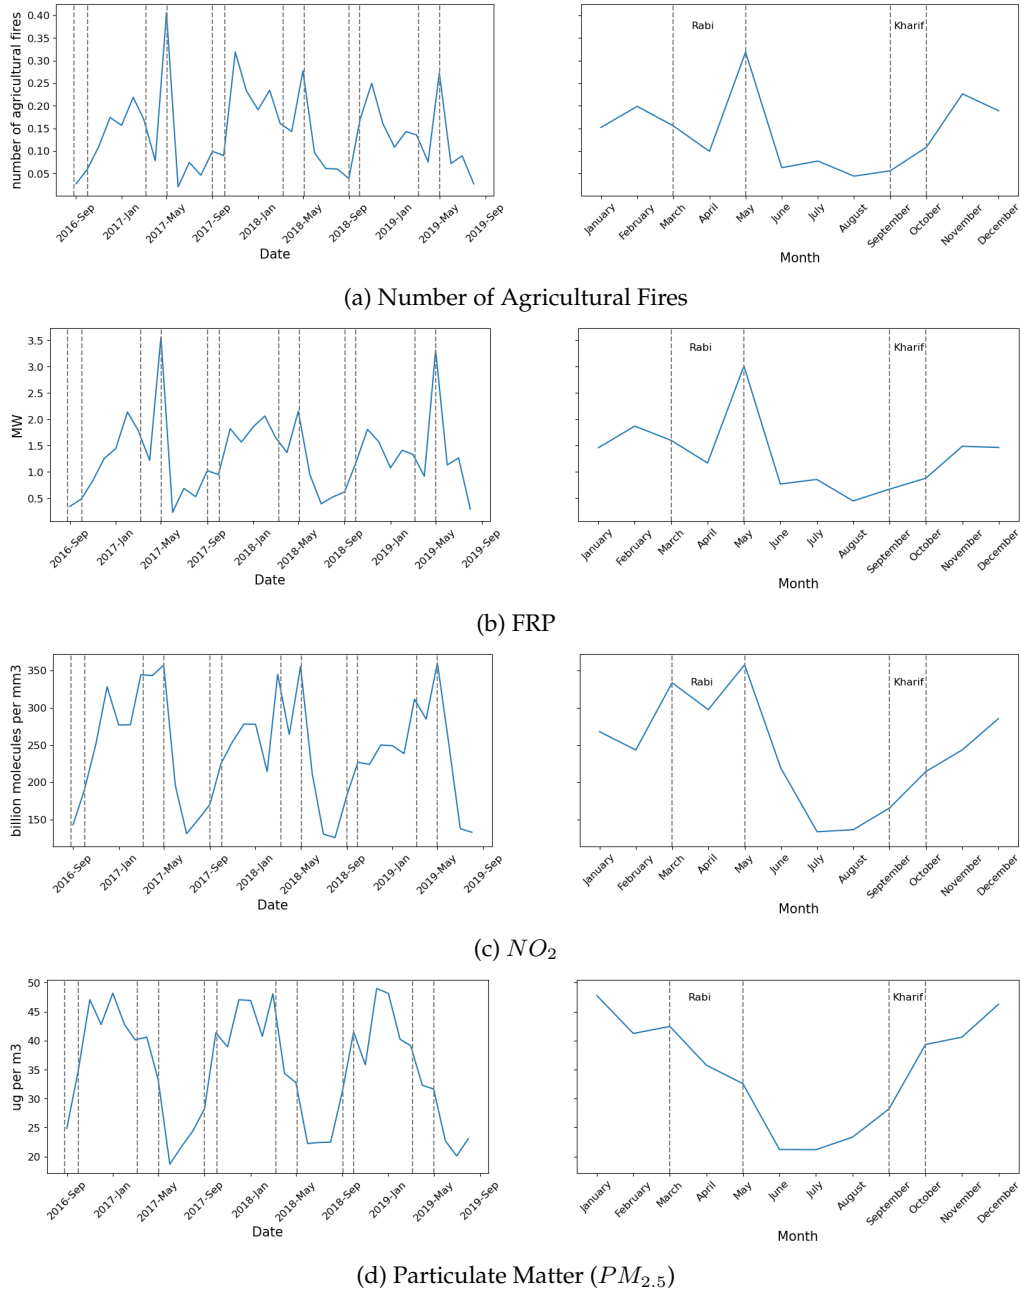 number of agricultural fires
0.40
0.35
0.30
0.25
0.20
0.15
0.10
0.05
2016-Sep
2017-Jan
2017-May
2017-Sep
2018-Jan
2018-May
2018-Sep
2019-Jan
2019-May
2019-Sep
Date
Rabi
Kharif
January
February
March
April
May
June
July
August
September
October
November
December
Month
(a) Number of Agricultural Fires
MW
3.5
3.0
2.5
2.0
1.5
1.0
0.5
2016-Sep
2017-Jan
2017-May
2017-Sep
2018-Jan
2018-May
2018-Sep
2019-Jan
2019-May
2019-Sep
Date
Rabi
Kharif
January
February
March
April
May
June
July
August
September
October
November
December
Month
(b) FRP
billion molecules per mm3
350
300
250
200
150
2016-Sep
2017-Jan
2017-May
2017-Sep
2018-Jan
2018-May
2018-Sep
2019-Jan
2019-May
2019-Sep
Date
Rabi
Kharif
January
February
March
April
May
June
July
August
September
October
November
December
Month
(c) NO2
ug per m3
50
45
40
35
30
25
20
2016-Sep
2017-Jan
2017-May
2017-Sep
2018-Jan
2018-May
2018-Sep
2019-Jan
2019-May
2019-Sep
Date
Rabi
Kharif
January
February
March
April
May
June
July
August
September
October
November
December
Month
(d) Particulate Matter (PM2.5)